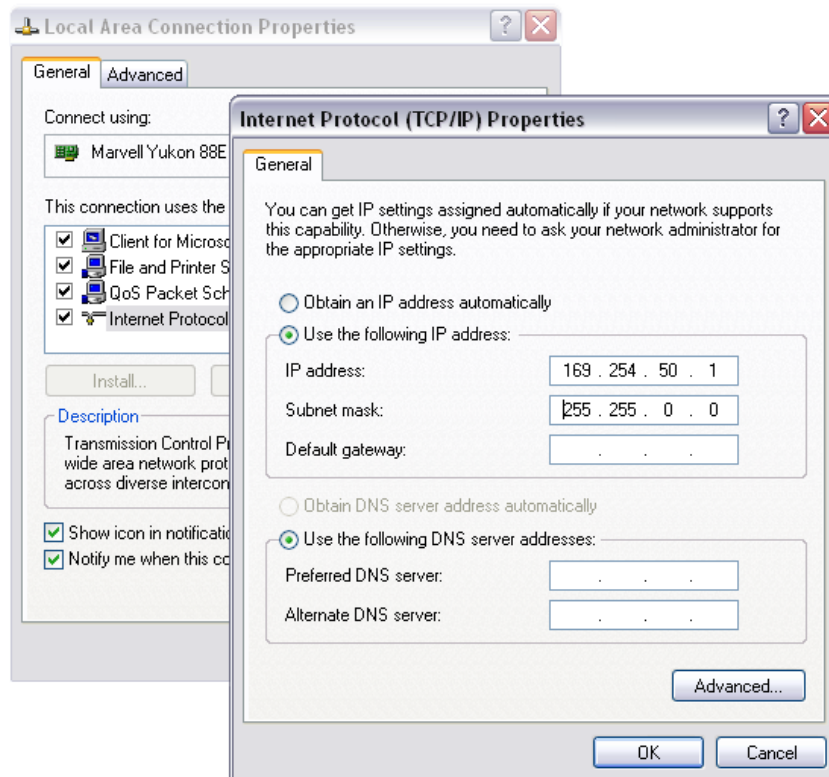 Local Area Connection Properties
General Advanced
Connect using:
Marvell Yukon 88E
This connection uses the
Client for Microso
File and Printer S
QoS Packet Sch
Internet Protocol
Install...
Description
Transmission Control Pr
wide area network prot
across diverse intercon
Show icon in notificatio
Notify me when this co
Internet Protocol (TCP/IP) Properties
General
You can get IP settings assigned automatically if your network supports
this capability. Otherwise, you need to ask your network administrator for
the appropriate IP settings.
Obtain an IP address automatically
Use the following IP address:
IP address: 169 . 254 . 50 . 1
Subnet mask: 255 . 255 . 0 . 0
Default gateway: . . .
Obtain DNS server address automatically
Use the following DNS server addresses:
Preferred DNS server: . . .
Alternate DNS server: . . .
Advanced...
OK Cancel